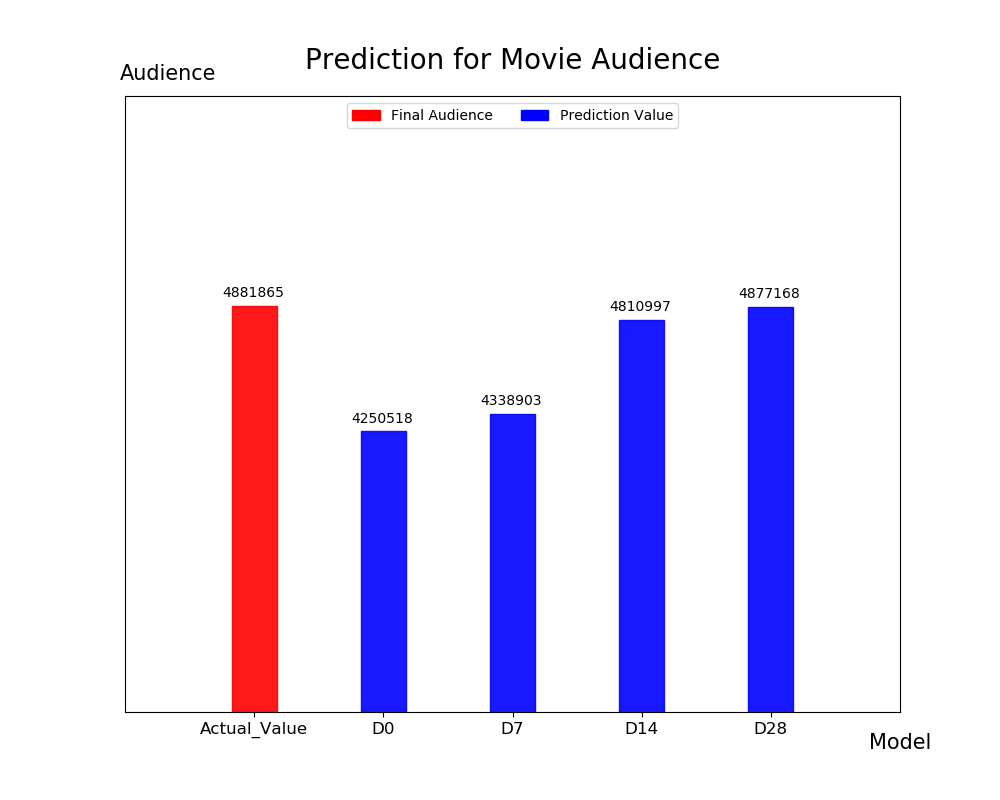 Prediction for Movie Audience
Audience
Final Audience
Prediction Value
4881865
4250518
4338903
4810997
4877168
Actual_Value
D0
D7
D14
D28
Model